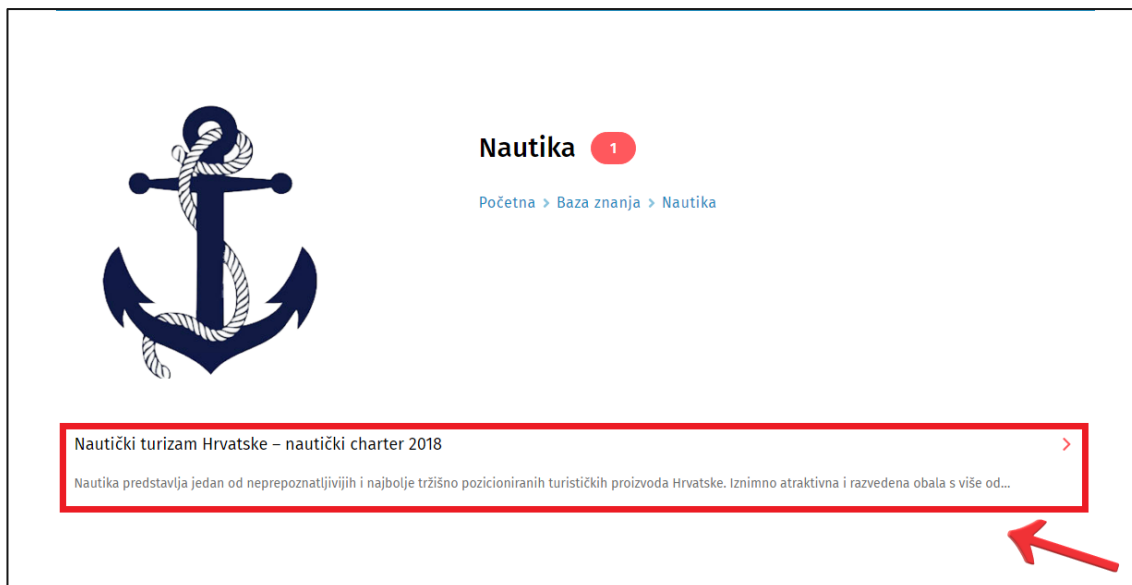 Nautika 1
Početna > Baza znanja > Nautika
Nautički turizam Hrvatske – nautički charter 2018
Nautika predstavlja jedan od neprepoznatljivijih i najbolje tržišno pozicioniranih turističkih proizvoda Hrvatske. Iznimno atraktivna i razvedena obala s više od...